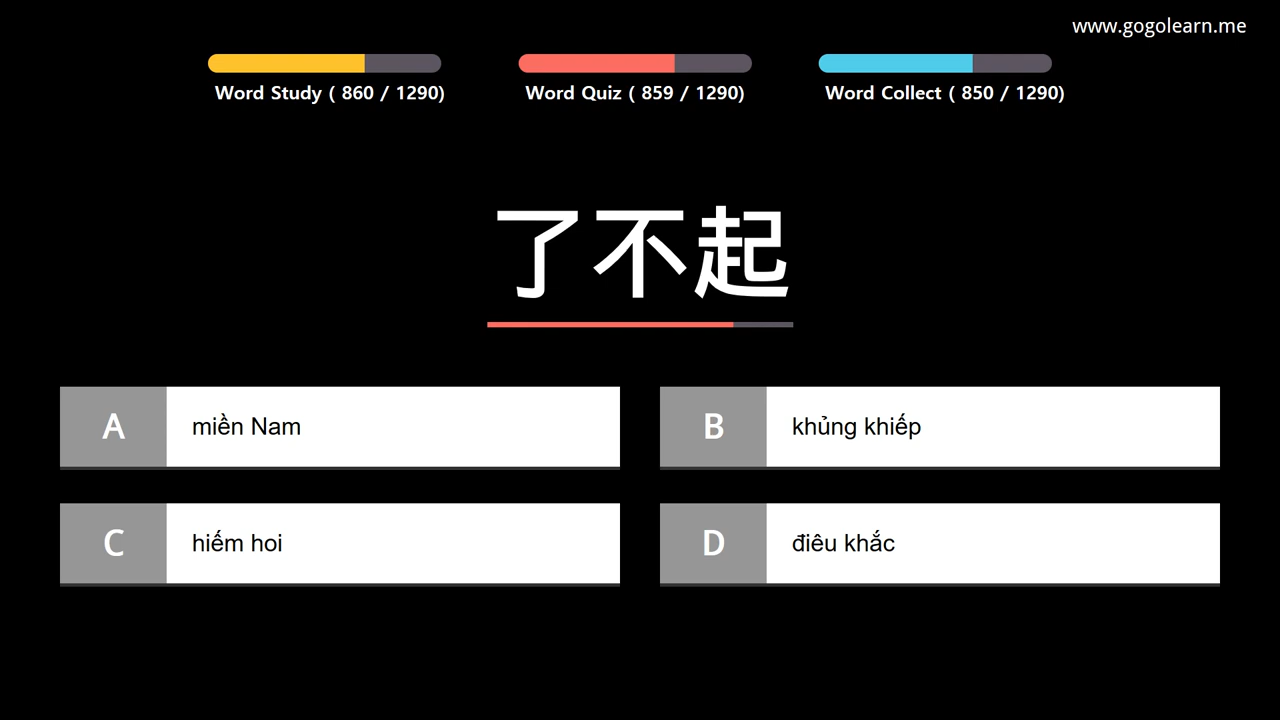 www.gogolearn.me
Word Study ( 860 / 1290)
Word Quiz ( 859 / 1290)
Word Collect ( 850 / 1290)
了不起
A miền Nam
B khủng khiếp
C hiếm hoi
D điêu khắc